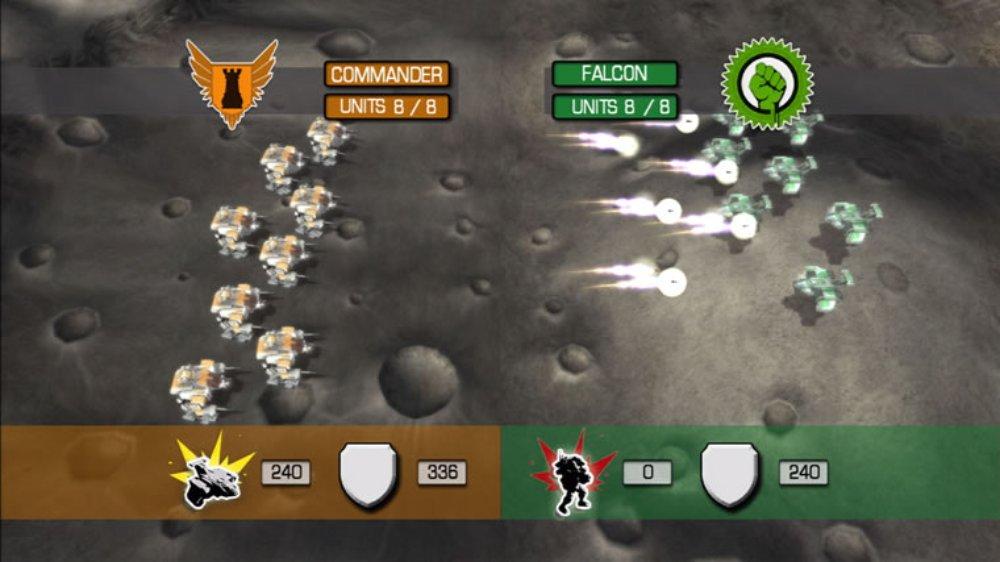 COMMANDER
UNITS 8 / 8
FALCON
UNITS 8 / 8
240
336
0
240